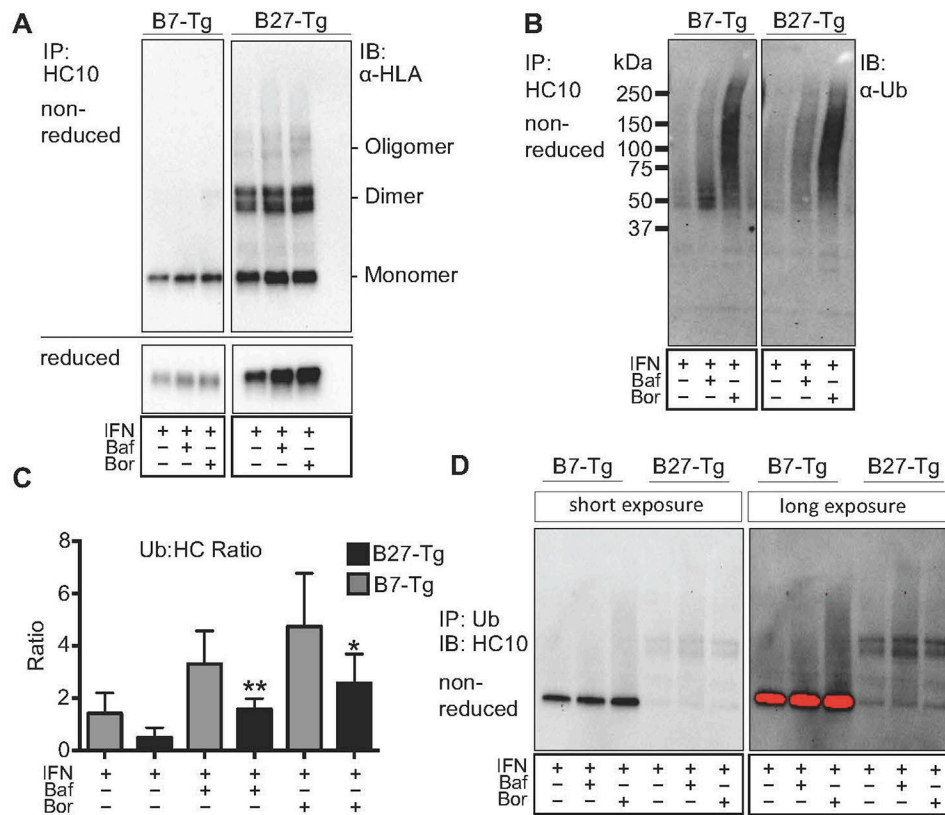 A
B7-Tg
B27-Tg
IP:
HC10
non-
reduced
IB:
α-HLA
Oligomer
Dimer
Monomer
reduced
IFN + + + + + +
Baf − + − − + −
Bor − − + − − +
B
B7-Tg
B27-Tg
IP:
HC10
non-
reduced
kDa
250
150
100
75
50
37
IB:
α-Ub
IFN + + + + + +
Baf − + − − + −
Bor − − + − − +
C
Ub:HC Ratio
B27-Tg
B7-Tg
Ratio
8
6
4
2
0
**
*
IFN + + + + + +
Baf − − + + − −
Bor − − − − + +
D
B7-Tg B27-Tg B7-Tg B27-Tg
short exposure long exposure
IP: Ub
IB: HC10
non-
reduced
IFN + + + + + + + + + + + +
Baf − + − − + − − + − − + −
Bor − − + − − + − − + − − +